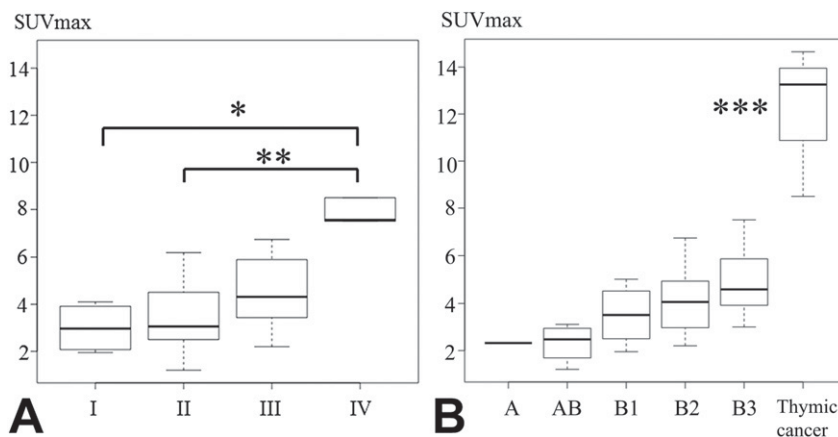 SUVmax
14
12
10
8
6
4
2
*
**
I II III IV
A
SUVmax
14
12
10
8
6
4
2
***
A AB B1 B2 B3 Thymic
cancer
B